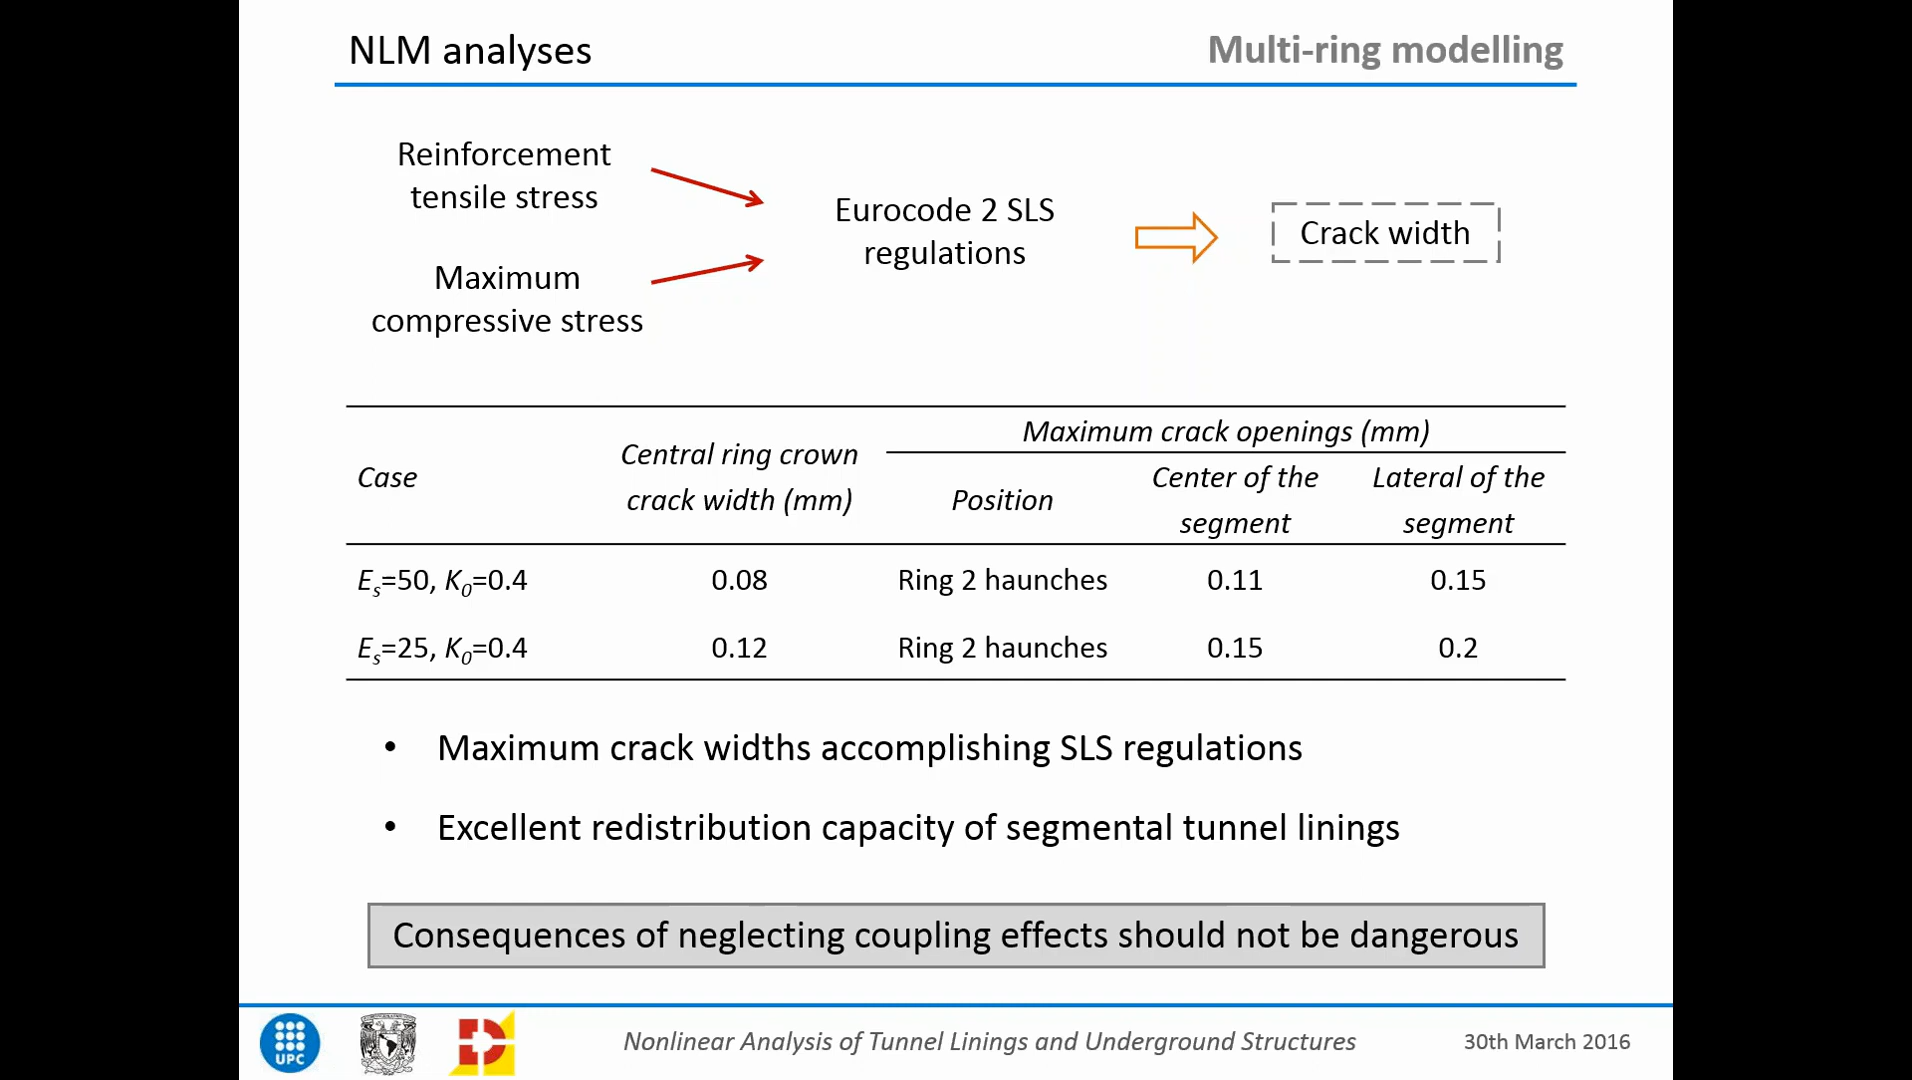 NLM analyses
Multi-ring modelling
Reinforcement
tensile stress
Maximum
compressive stress
Eurocode 2 SLS
regulations
Crack width
Case
Central ring crown
crack width (mm)
Maximum crack openings (mm)
Position
Center of the
segment
Lateral of the
segment
Es=50, K0=0.4 0.08 Ring 2 haunches 0.11 0.15
Es=25, K0=0.4 0.12 Ring 2 haunches 0.15 0.2
• Maximum crack widths accomplishing SLS regulations
• Excellent redistribution capacity of segmental tunnel linings
Consequences of neglecting coupling effects should not be dangerous
UPC
Nonlinear Analysis of Tunnel Linings and Underground Structures
30th March 2016